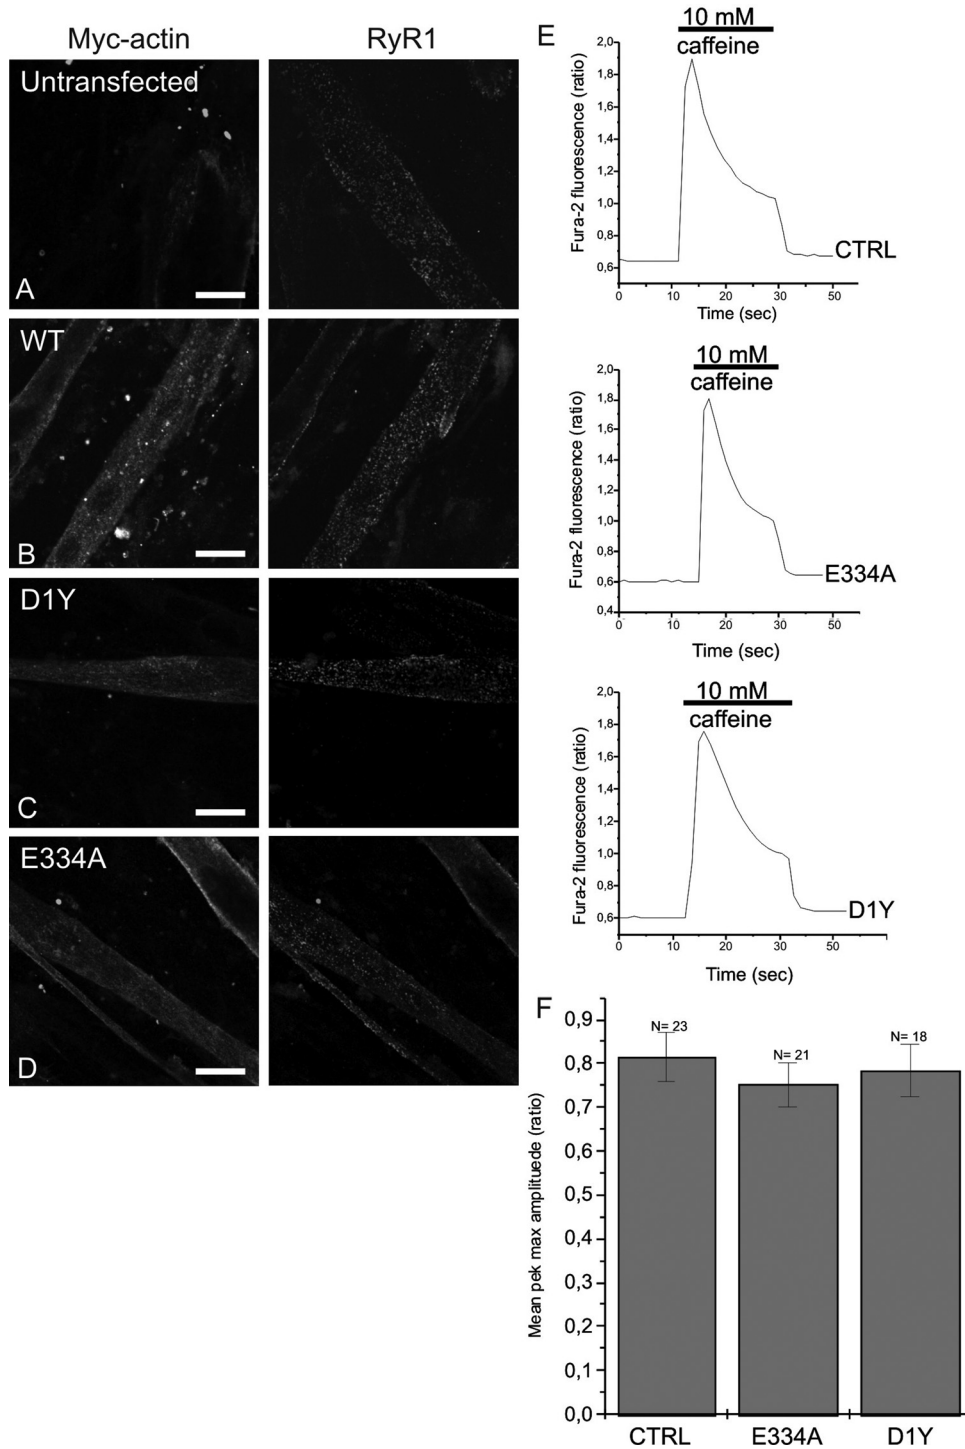 Myc-actin
RyR1
Untransfected
A
WT
B
D1Y
C
E334A
D
E
10 mM
caffeine
Fura-2 fluorescence (ratio)
2,0
1,8
1,6
1,4
1,2
1,0
0,8
0,6
0
10
20
30
50
Time (sec)
CTRL
10 mM
caffeine
Fura-2 fluorescence (ratio)
2,0
1,8
1,6
1,4
1,2
1,0
0,8
0,6
0,4
0
10
20
30
50
Time (sec)
E334A
10 mM
caffeine
Fura-2 fluorescence (ratio)
2,0
1,8
1,6
1,4
1,2
1,0
0,8
0,6
0
10
20
30
50
Time (sec)
D1Y
F
Mean pek max amplituede (ratio)
0,9
0,8
0,7
0,6
0,5
0,4
0,3
0,2
0,1
0,0
N= 23
N= 21
N= 18
CTRL
E334A
D1Y